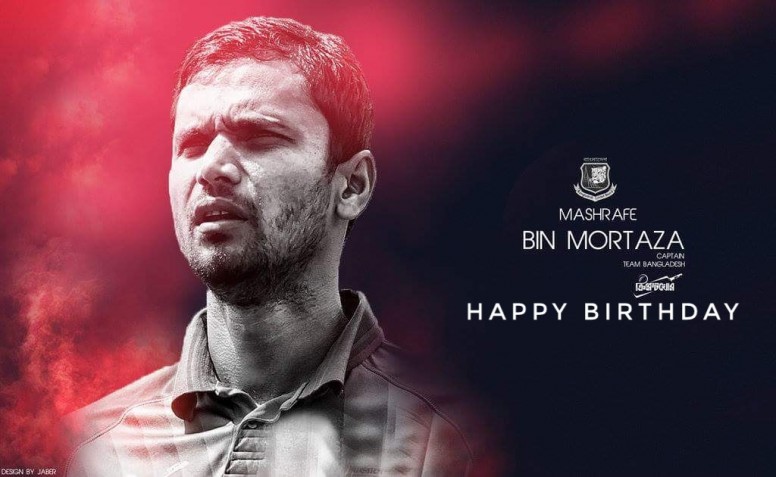 MASHRAFE
BIN MORTAZA
CAPTAIN
TEAM BANGLADESH
HAPPY BIRTHDAY
DESIGN BY JABER